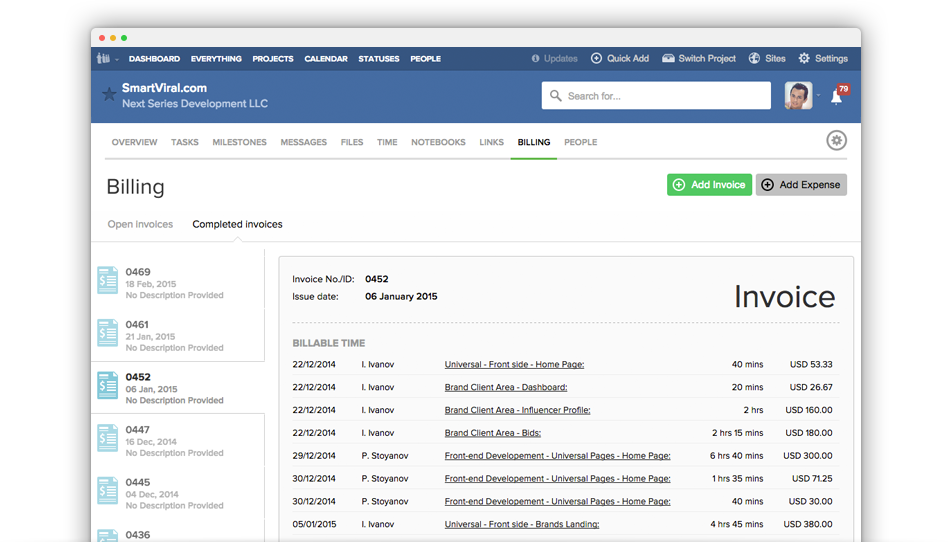 DASHBOARD EVERYTHING PROJECTS CALENDAR STATUSES PEOPLE Updates Quick Add Switch Project Sites Settings
SmartViral.com
Next Series Development LLC
Search for...
79
OVERVIEW TASKS MILESTONES MESSAGES FILES TIME NOTEBOOKS LINKS BILLING PEOPLE
Billing
Add Invoice Add Expense
Open invoices Completed invoices
0469
18 Feb, 2015
No Description Provided
0461
21 Jan, 2015
No Description Provided
0452
06 Jan, 2015
No Description Provided
0447
16 Dec, 2014
No Description Provided
0445
04 Dec, 2014
No Description Provided
0436
Invoice No./ID: 0452
Issue date: 06 January 2015
Invoice
BILLABLE TIME
22/12/2014 I. Ivanov Universal - Front side - Home Page: 40 mins USD 53.33
22/12/2014 I. Ivanov Brand Client Area - Dashboard: 20 mins USD 26.67
22/12/2014 I. Ivanov Brand Client Area - Influencer Profile: 2 hrs USD 160.00
22/12/2014 I. Ivanov Brand Client Area - Bids: 2 hrs 15 mins USD 180.00
29/12/2014 P. Stoyanov Front-end Developement - Universal Pages - Home Page: 6 hrs 40 mins USD 300.00
30/12/2014 P. Stoyanov Front-end Developement - Universal Pages - Home Page: 1 hrs 35 mins USD 71.25
30/12/2014 P. Stoyanov Front-end Developement - Universal Pages - Home Page: 40 mins USD 30.00
05/01/2015 I. Ivanov Universal - Front side - Brands Landing: 4 hrs 45 mins USD 380.00